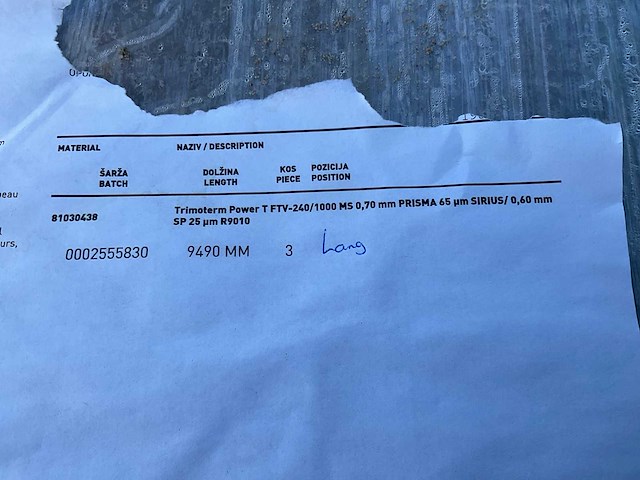 MATERIAL NAZIV / DESCRIPTION
ŠARŽA DOLŽINA KOS POZICIJA
BATCH LENGTH PIECE POSITION
81030438 Trimoterm Power T FTV-240/1000 MS 0,70 mm PRISMA 65 µm SIRIUS/ 0,60 mm
SP 25 µm R9010
0002555830 9490 MM 3 Lang